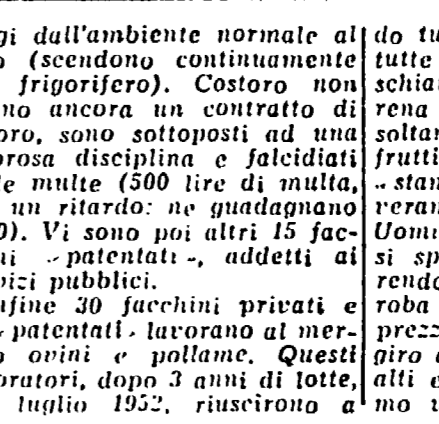 gi dall'ambiente normale al
o (scendono continuamente
frigorifero). Costoro non
no ancora un contratto di
oro, sono sottoposti ad una
orosa disciplina e falcidiati
le multe (500 lire di multa,
un ritardo: ne guadagnano
0). Vi sono poi altri 15 fac-
ni « patentati », addetti ai
vizi pubblici.
nfine 30 facchini privati e
« patentati » lavorano al mer-
o ovini e pollame. Questi
oratori, dopo 3 anni di lotte,
luglio 1952, riuscirono a
do tu
tutte
schia
rena
soltan
frutti
« stan
veran
Uomi
si sp
rendo
roba
prezz
giro
alti e
mo v